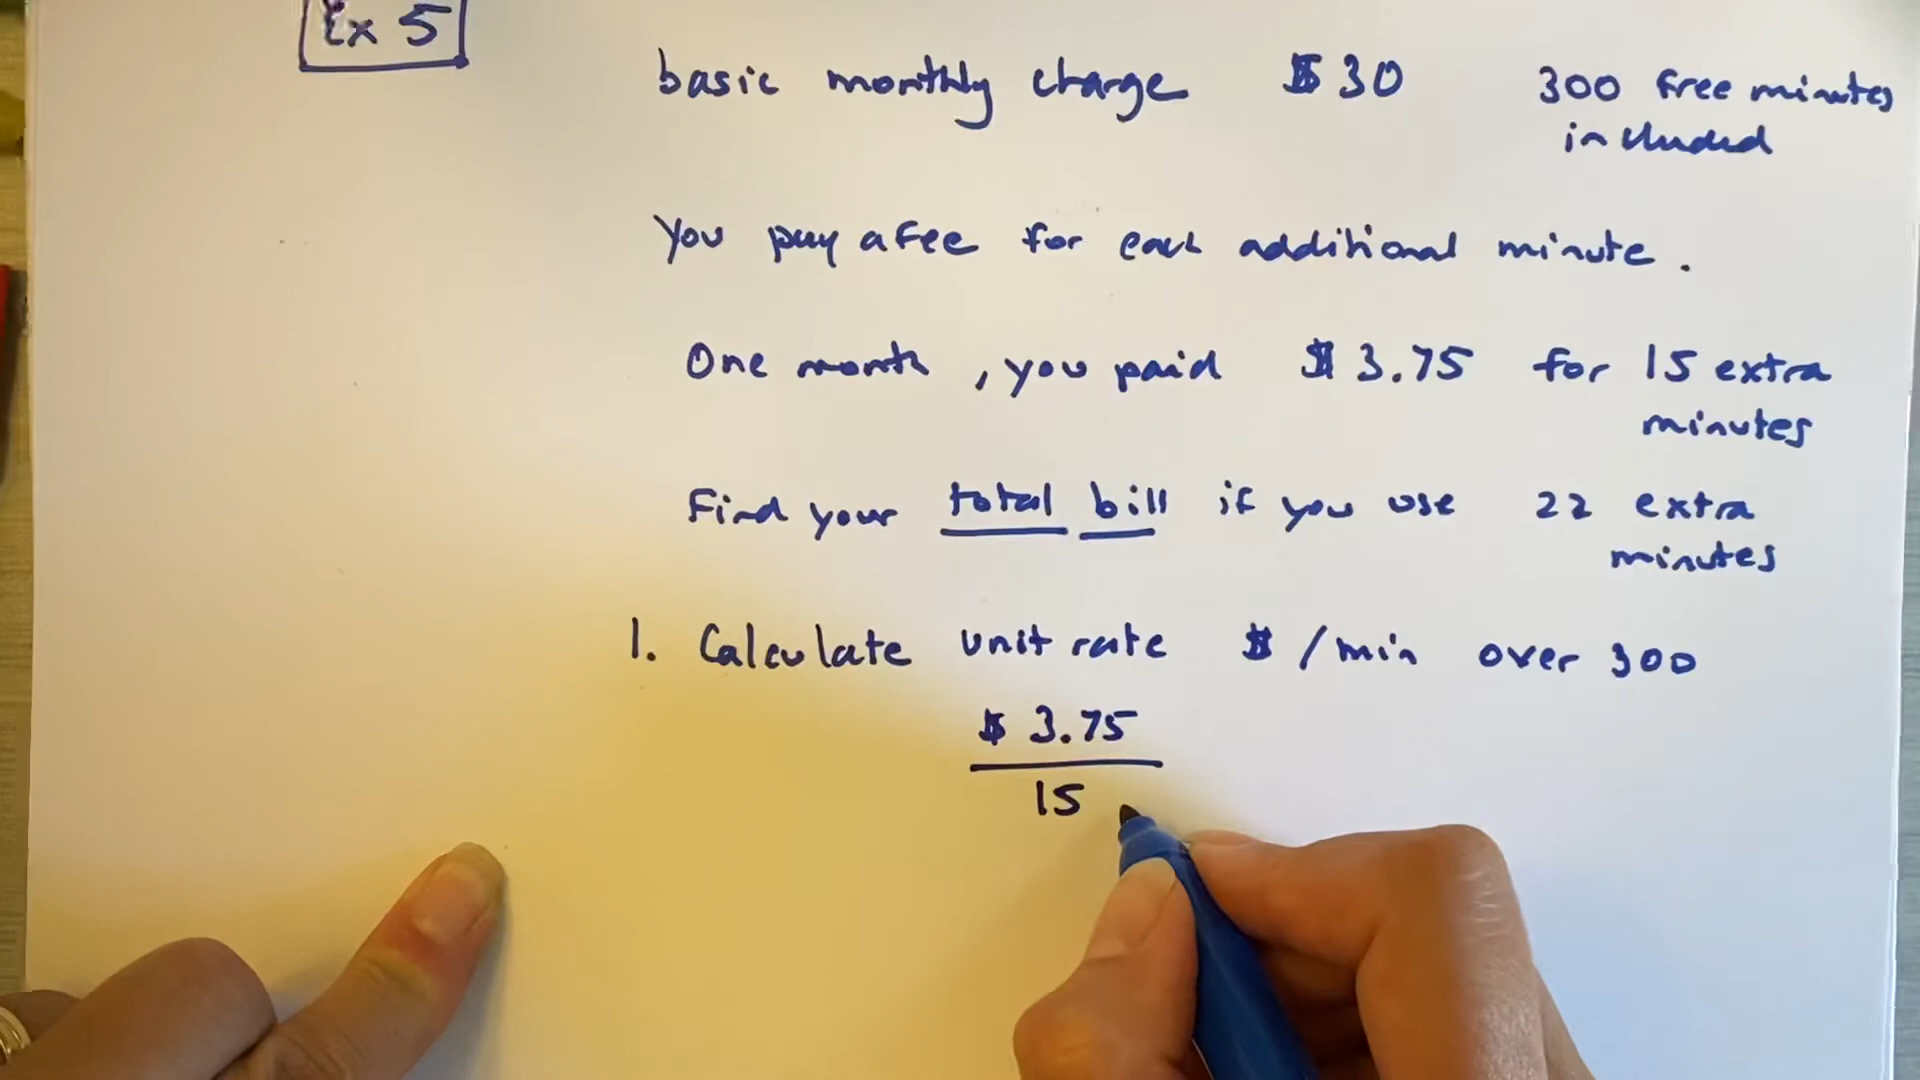 Ex 5
basic monthly charge $30 300 free minutes
included
You pay a fee for each additional minute.
One month, you paid $3.75 for 15 extra
minutes
Find your total bill if you use 22 extra
minutes
1. Calculate unit rate $/min over 300
$3.75
15